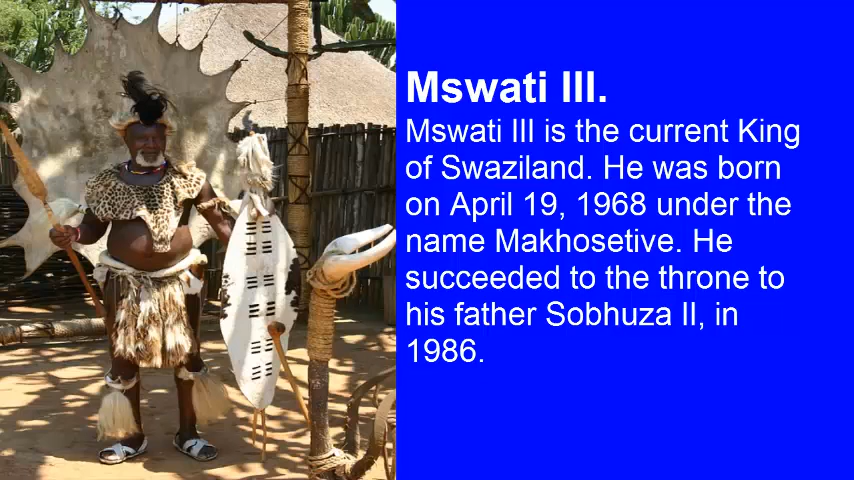 Mswati III.
Mswati III is the current King
of Swaziland. He was born
on April 19, 1968 under the
name Makhosetive. He
succeeded to the throne to
his father Sobhuza II, in
1986.